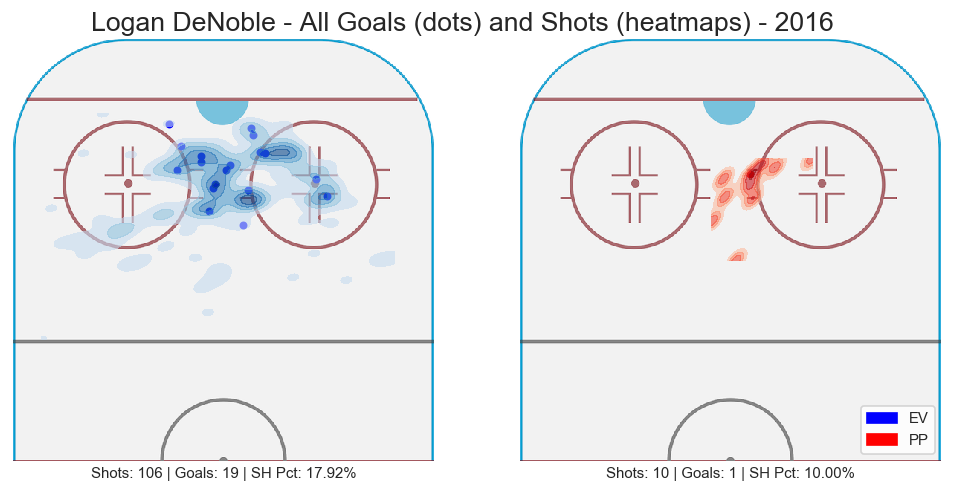 Logan DeNoble - All Goals (dots) and Shots (heatmaps) - 2016
EV
PP
Shots: 106 | Goals: 19 | SH Pct: 17.92%
Shots: 10 | Goals: 1 | SH Pct: 10.00%